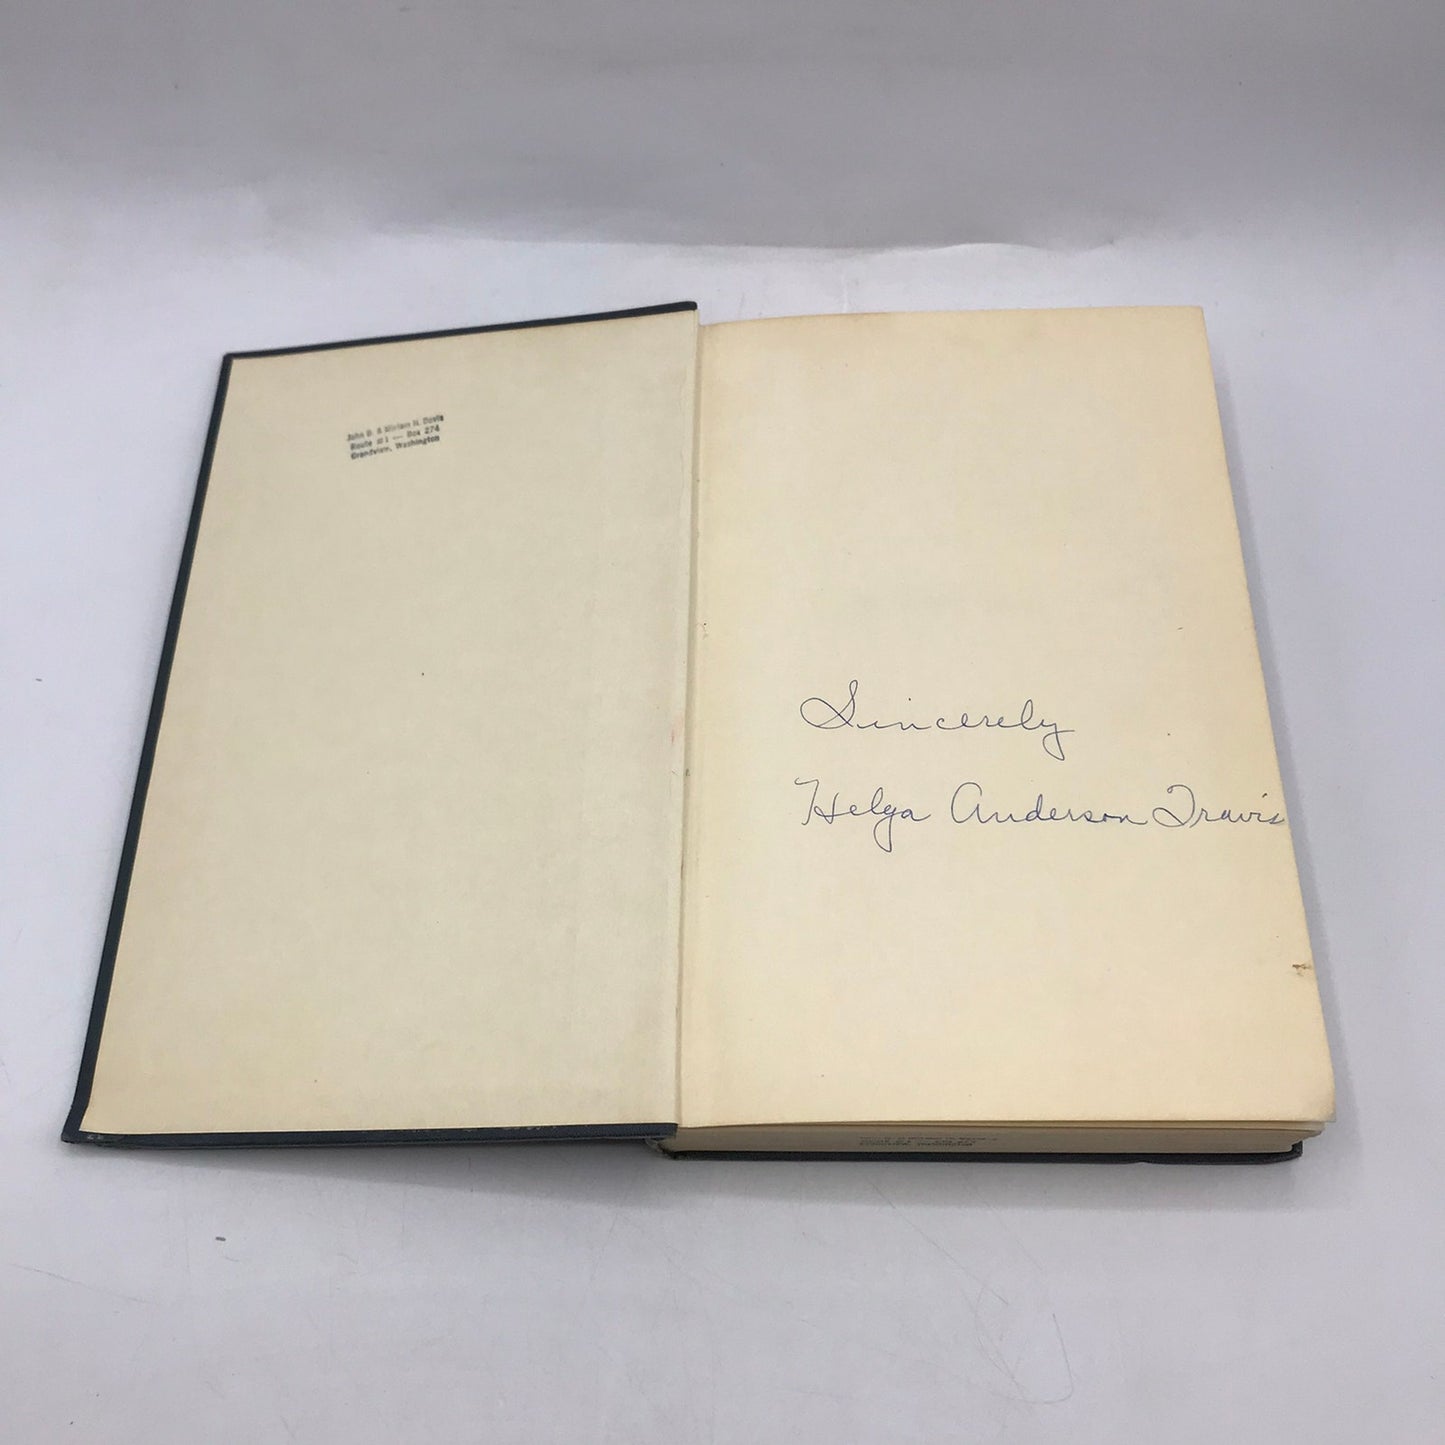 John D. & Miriam H. Davis
Route #1 — Box 274
Grandview, Washington
Sincerely
Helga Anderson Travis